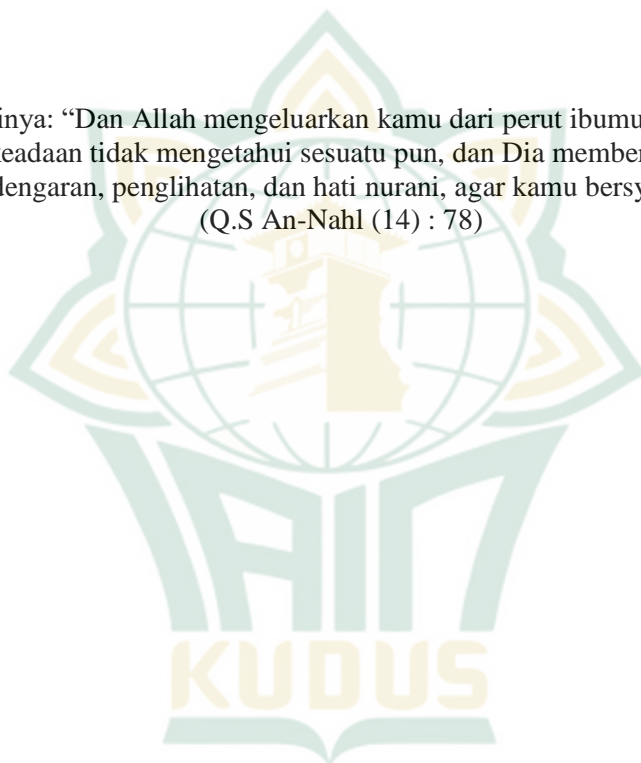 inya: “Dan Allah mengeluarkan kamu dari perut ibumu
keadaan tidak mengetahui sesuatu pun, dan Dia member
dengaran, penglihatan, dan hati nurani, agar kamu bersy
(Q.S An-Nahl (14) : 78)
IAIN
KUDUS